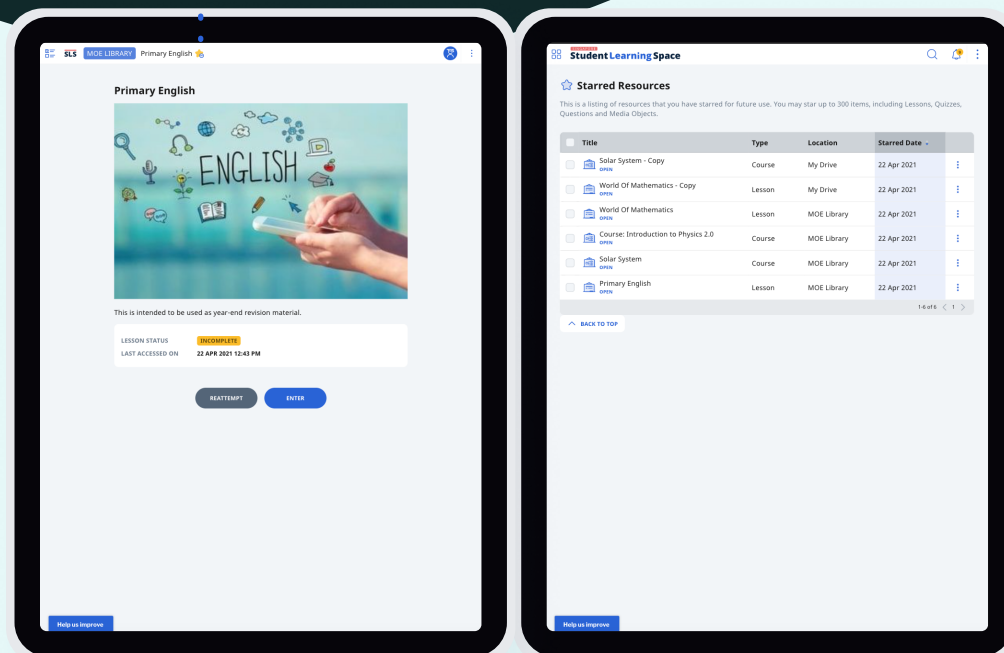 SLS MOE LIBRARY Primary English
Primary English
ENGLISH
This is intended to be used as year-end revision material.
LESSON STATUS INCOMPLETE
LAST ACCESSED ON 22 APR 2021 12:43 PM
REATTEMPT ENTER
Help us improve
Student Learning Space
Starred Resources
This is a listing of resources that you have starred for future use. You may star up to 300 items, including Lessons, Quizzes,
Questions and Media Objects.
Title Type Location Starred Date
Solar System - Copy Course My Drive 22 Apr 2021
OPEN
World Of Mathematics - Copy Lesson My Drive 22 Apr 2021
OPEN
World Of Mathematics Lesson MOE Library 22 Apr 2021
OPEN
Course: Introduction to Physics 2.0 Course MOE Library 22 Apr 2021
OPEN
Solar System Course MOE Library 22 Apr 2021
OPEN
Primary English Lesson MOE Library 22 Apr 2021
OPEN
1-6 of 6 1
BACK TO TOP
Help us improve